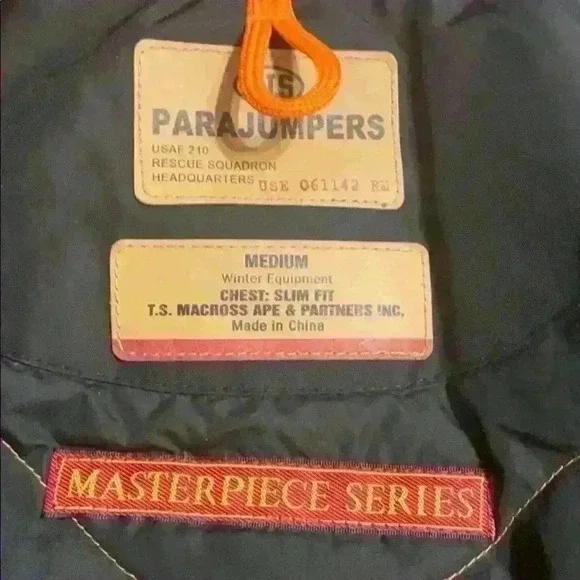 TS
PARAJUMPERS
USAF 210
RESCUE SQUADRON
HEADQUARTERS USE 061142 RM
MEDIUM
Winter Equipment
CHEST: SLIM FIT
T.S. MACROSS APE & PARTNERS INC,
Made in China
MASTERPIECE SERIES